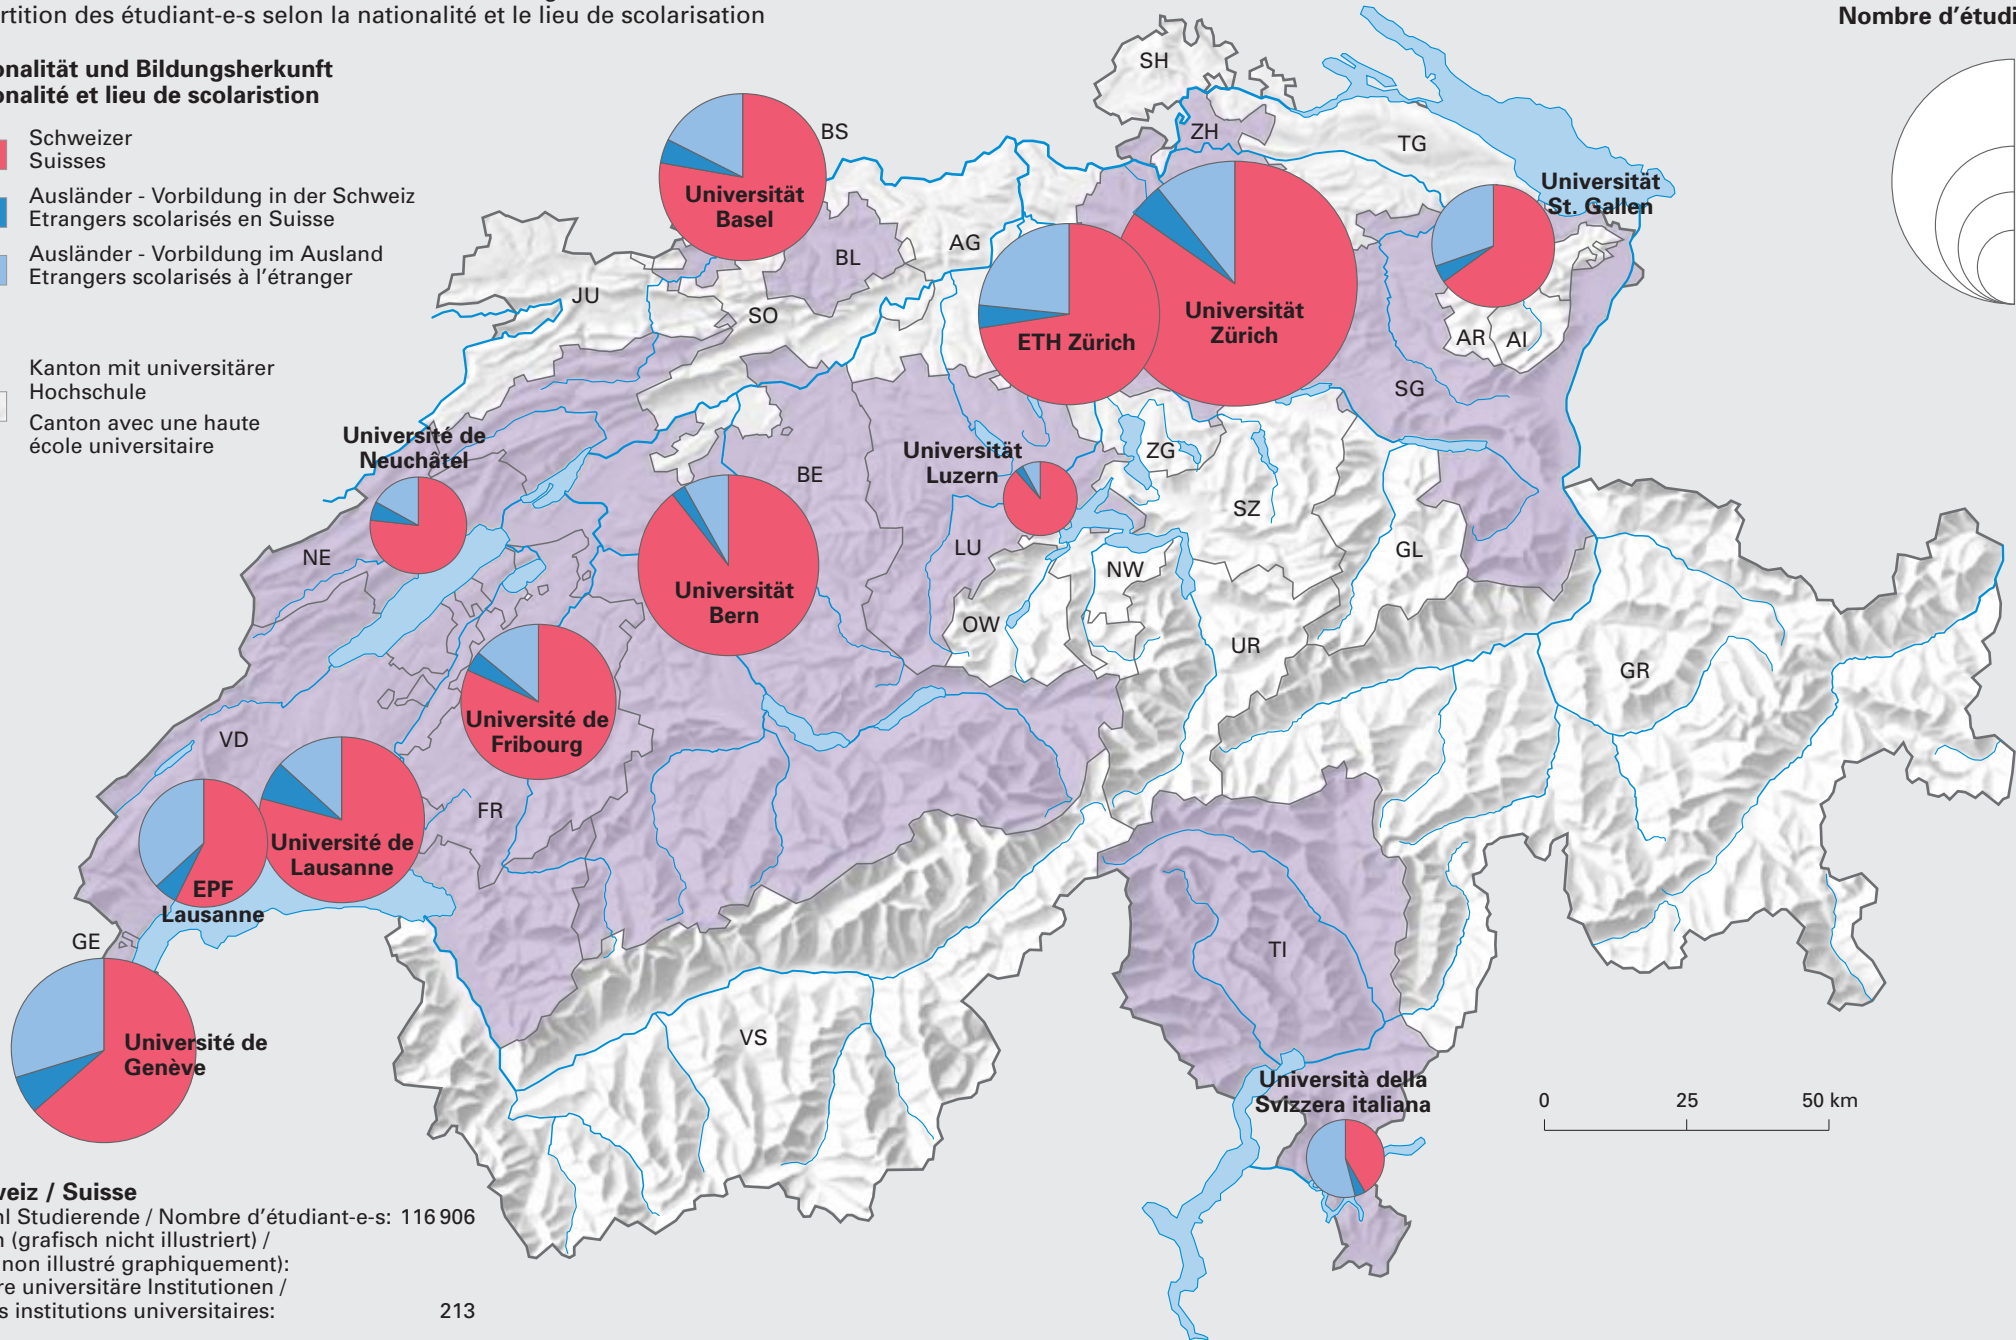 rtition des étudiant-e-s selon la nationalité et le lieu de scolarisation
Nombre d'étudi
onalität und Bildungsherkunft
onalité et lieu de scolaristion
Schweizer
Suisses
Ausländer - Vorbildung in der Schweiz
Etrangers scolarisés en Suisse
Ausländer - Vorbildung im Ausland
Etrangers scolarisés à l'étranger
Kanton mit universitärer
Hochschule
Canton avec une haute
école universitaire
SH
BS
ZH
TG
Universität
Basel
Universität
St. Gallen
AG
BL
JU
SO
Universität
Zürich
ETH Zürich
AR
AI
SG
Université de
Neuchâtel
Universität
Luzern
ZG
BE
SZ
NE
LU
GL
NW
Universität
Bern
OW
UR
GR
Université de
Fribourg
VD
FR
Université de
Lausanne
EPF
Lausanne
GE
TI
Université de
Genève
VS
Università della
Svizzera italiana
0
25
50 km
veiz / Suisse
hl Studierende / Nombre d'étudiant-e-s: 116 906
n (grafisch nicht illustriert) /
non illustré graphiquement):
re universitäre Institutionen /
s institutions universitaires: 213